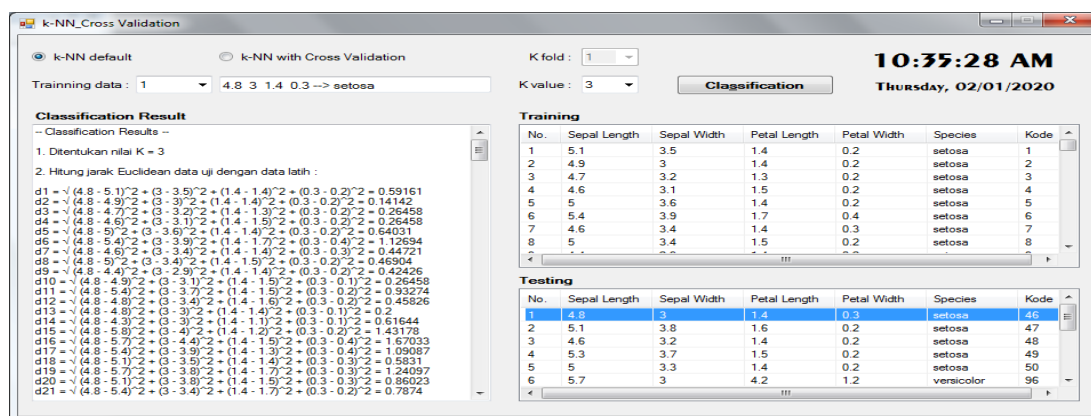 k-NN_Cross Validation
k-NN default k-NN with Cross Validation K fold : 1 10:35:28 AM
Trainning data : 1 4.8 3 1.4 0.3 --> setosa K value : 3 Classification Thursday, 02/01/2020
Classification Result
-- Classification Results --
1. Ditentukan nilai K = 3
2. Hitung jarak Euclidean data uji dengan data latih :
d1 = √ (4.8 - 5.1)^2 + (3 - 3.5)^2 + (1.4 - 1.4)^2 + (0.3 - 0.2)^2 = 0.59161
d2 = √ (4.8 - 4.9)^2 + (3 - 3)^2 + (1.4 - 1.4)^2 + (0.3 - 0.2)^2 = 0.14142
d3 = √ (4.8 - 4.7)^2 + (3 - 3.2)^2 + (1.4 - 1.3)^2 + (0.3 - 0.2)^2 = 0.26458
d4 = √ (4.8 - 4.6)^2 + (3 - 3.1)^2 + (1.4 - 1.5)^2 + (0.3 - 0.2)^2 = 0.26458
d5 = √ (4.8 - 5)^2 + (3 - 3.6)^2 + (1.4 - 1.4)^2 + (0.3 - 0.2)^2 = 0.64031
d6 = √ (4.8 - 5.4)^2 + (3 - 3.9)^2 + (1.4 - 1.7)^2 + (0.3 - 0.4)^2 = 1.12694
d7 = √ (4.8 - 4.6)^2 + (3 - 3.4)^2 + (1.4 - 1.4)^2 + (0.3 - 0.3)^2 = 0.44721
d8 = √ (4.8 - 5)^2 + (3 - 3.4)^2 + (1.4 - 1.5)^2 + (0.3 - 0.2)^2 = 0.46904
d9 = √ (4.8 - 4.4)^2 + (3 - 2.9)^2 + (1.4 - 1.4)^2 + (0.3 - 0.2)^2 = 0.42426
d10 = √ (4.8 - 4.9)^2 + (3 - 3.1)^2 + (1.4 - 1.5)^2 + (0.3 - 0.1)^2 = 0.26458
d11 = √ (4.8 - 5.4)^2 + (3 - 3.7)^2 + (1.4 - 1.5)^2 + (0.3 - 0.2)^2 = 0.93274
d12 = √ (4.8 - 4.8)^2 + (3 - 3.4)^2 + (1.4 - 1.6)^2 + (0.3 - 0.2)^2 = 0.45826
d13 = √ (4.8 - 4.8)^2 + (3 - 3)^2 + (1.4 - 1.4)^2 + (0.3 - 0.1)^2 = 0.2
d14 = √ (4.8 - 4.3)^2 + (3 - 3)^2 + (1.4 - 1.1)^2 + (0.3 - 0.1)^2 = 0.61644
d15 = √ (4.8 - 5.8)^2 + (3 - 4)^2 + (1.4 - 1.2)^2 + (0.3 - 0.2)^2 = 1.43178
d16 = √ (4.8 - 5.7)^2 + (3 - 4.4)^2 + (1.4 - 1.5)^2 + (0.3 - 0.4)^2 = 1.67033
d17 = √ (4.8 - 5.4)^2 + (3 - 3.9)^2 + (1.4 - 1.3)^2 + (0.3 - 0.4)^2 = 1.09087
d18 = √ (4.8 - 5.1)^2 + (3 - 3.5)^2 + (1.4 - 1.4)^2 + (0.3 - 0.3)^2 = 0.5831
d19 = √ (4.8 - 5.7)^2 + (3 - 3.8)^2 + (1.4 - 1.7)^2 + (0.3 - 0.3)^2 = 1.24097
d20 = √ (4.8 - 5.1)^2 + (3 - 3.8)^2 + (1.4 - 1.5)^2 + (0.3 - 0.3)^2 = 0.86023
d21 = √ (4.8 - 5.4)^2 + (3 - 3.4)^2 + (1.4 - 1.7)^2 + (0.3 - 0.2)^2 = 0.7874
Training
No. Sepal Length Sepal Width Petal Length Petal Width Species Kode
1 5.1 3.5 1.4 0.2 setosa 1
2 4.9 3 1.4 0.2 setosa 2
3 4.7 3.2 1.3 0.2 setosa 3
4 4.6 3.1 1.5 0.2 setosa 4
5 5 3.6 1.4 0.2 setosa 5
6 5.4 3.9 1.7 0.4 setosa 6
7 4.6 3.4 1.4 0.3 setosa 7
8 5 3.4 1.5 0.2 setosa 8
Testing
No. Sepal Length Sepal Width Petal Length Petal Width Species Kode
1 4.8 3 1.4 0.3 setosa 46
2 5.1 3.8 1.6 0.2 setosa 47
3 4.6 3.2 1.4 0.2 setosa 48
4 5.3 3.7 1.5 0.2 setosa 49
5 5 3.3 1.4 0.2 setosa 50
6 5.7 3 4.2 1.2 versicolor 96